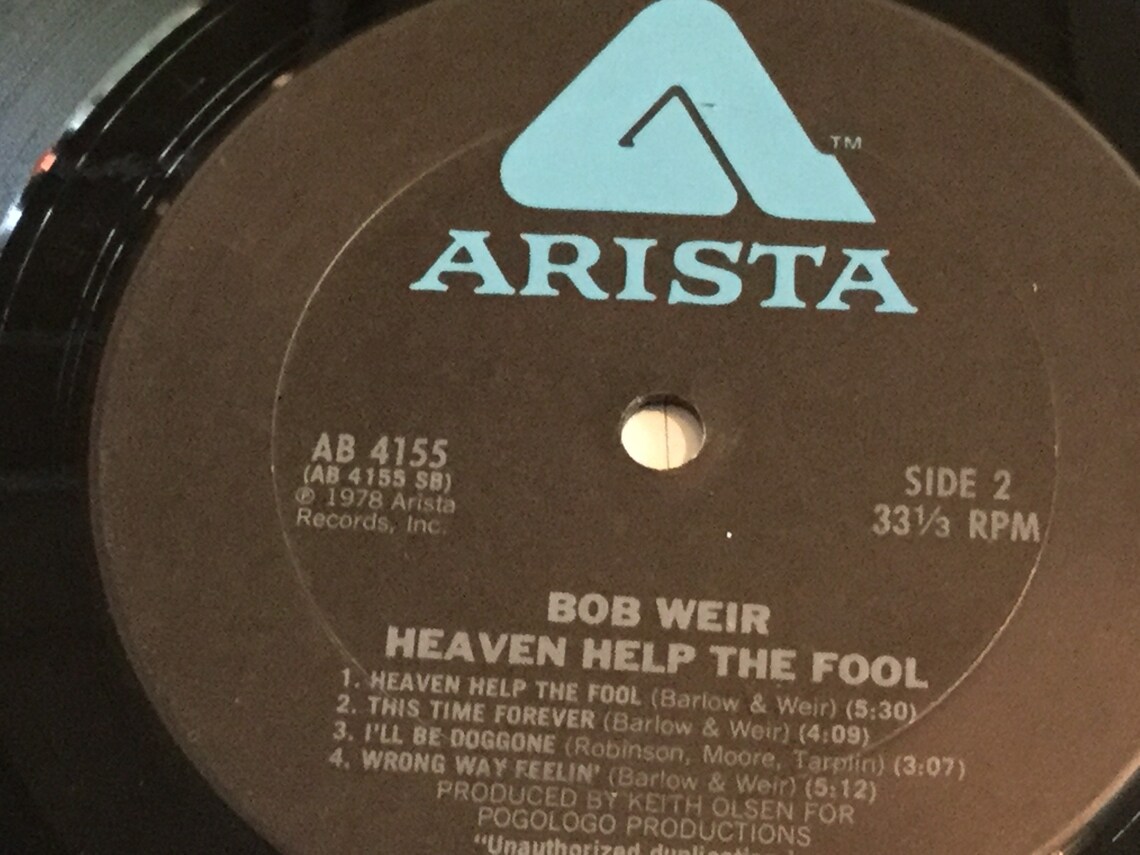 TM
ARISTA
AB 4155
(AB 4155 SB)
℗ 1978 Arista
Records, Inc.
SIDE 2
33⅓ RPM
BOB WEIR
HEAVEN HELP THE FOOL
1. HEAVEN HELP THE FOOL (Barlow & Weir) (5:30)
2. THIS TIME FOREVER (Barlow & Weir) (4:09)
3. I'LL BE DOGGONE (Robinson, Moore, Tarplin) (3:07)
4. WRONG WAY FEELIN' (Barlow & Weir) (5:12)
PRODUCED BY KEITH OLSEN FOR
POGOLOGO PRODUCTIONS
"Unauthorized